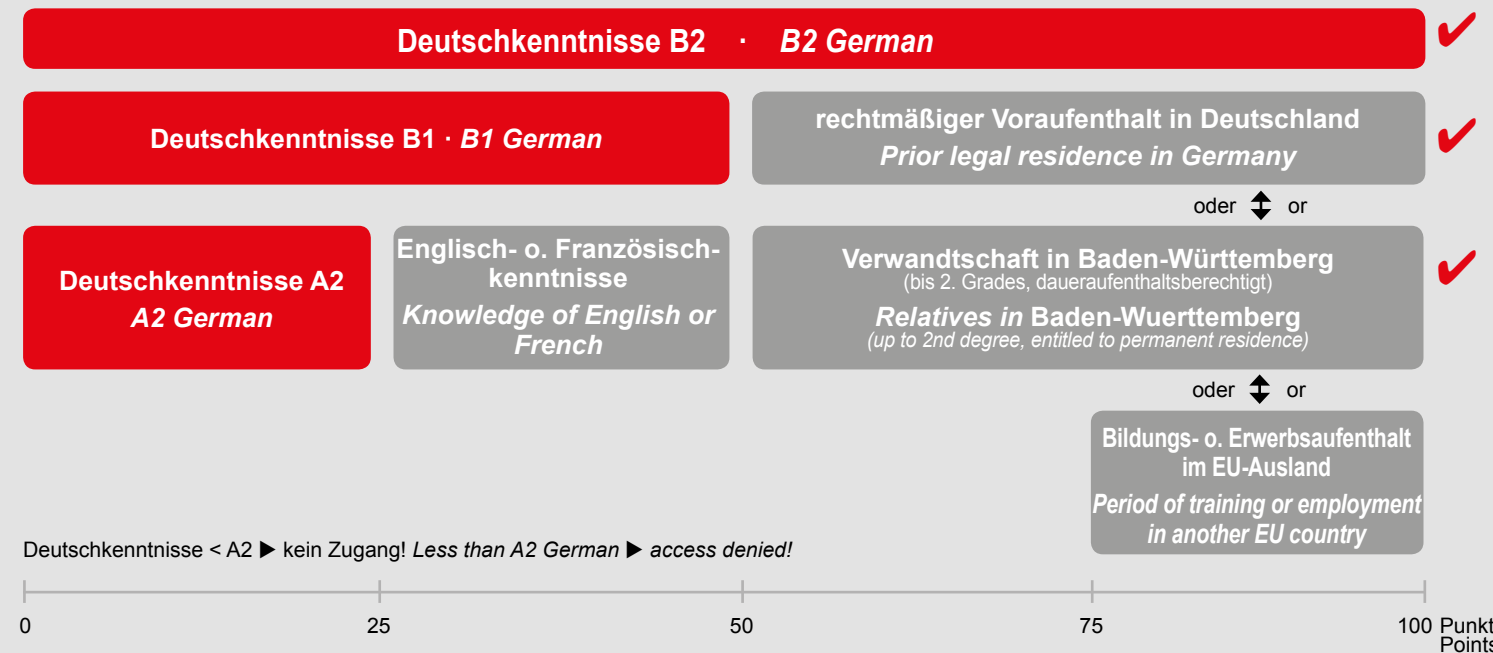 Deutschkenntnisse B2 · B2 German
Deutschkenntnisse B1 · B1 German
rechtmäßiger Voraufenthalt in Deutschland
Prior legal residence in Germany
oder or
Deutschkenntnisse A2
A2 German
Englisch- o. Französisch-
kenntnisse
Knowledge of English or
French
Verwandtschaft in Baden-Württemberg
(bis 2. Grades, daueraufenthaltsberechtigt)
Relatives in Baden-Wuerttemberg
(up to 2nd degree, entitled to permanent residence)
oder or
Bildungs- o. Erwerbsaufenthalt
im EU-Ausland
Period of training or employment
in another EU country
Deutschkenntnisse < A2 ▶ kein Zugang! Less than A2 German ▶ access denied!
0 25 50 75 100 Punkt
Points